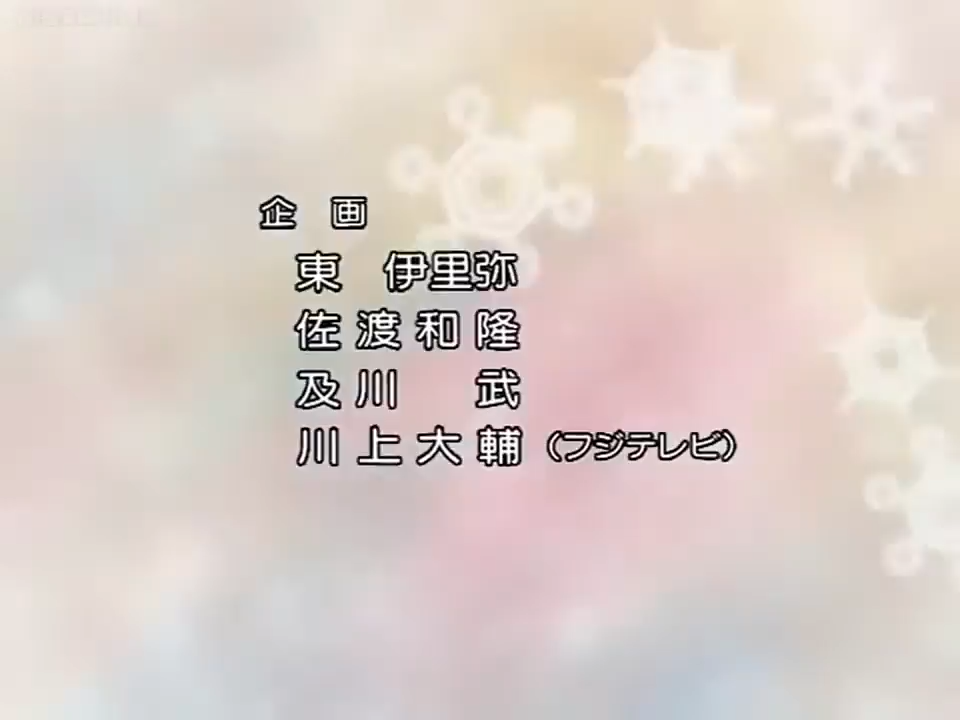 企　画
東　伊里弥
佐渡和隆
及川　武
川上大輔（フジテレビ）